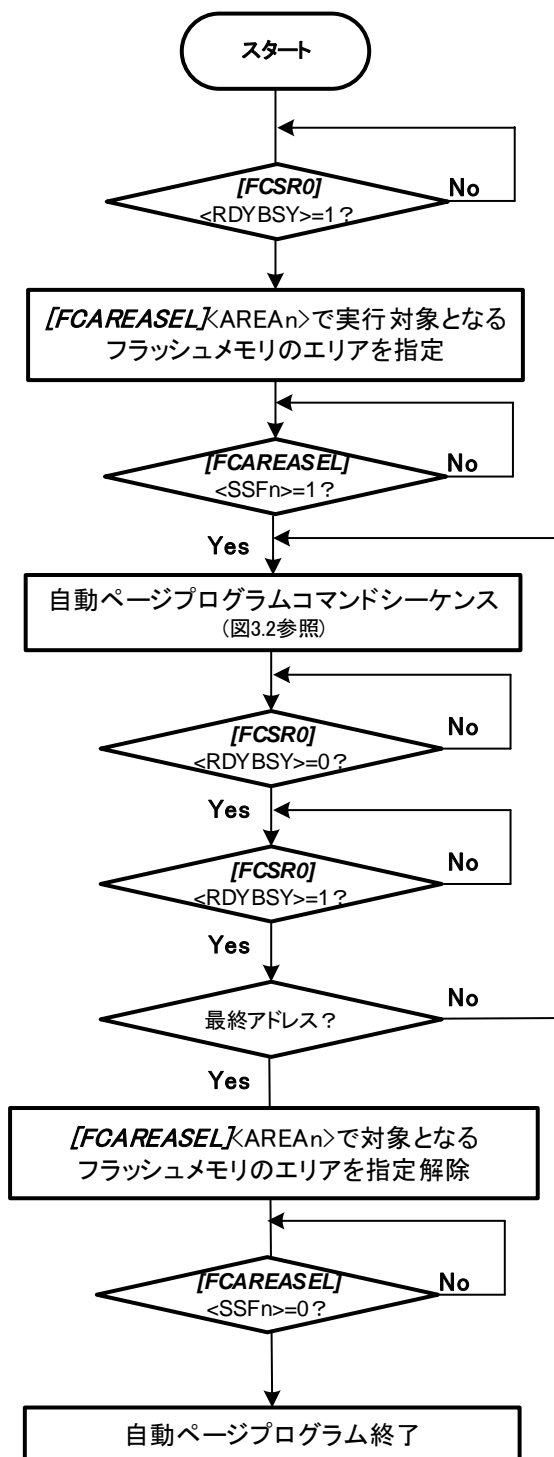 スタート
[FCSR0]
<RDYBSY>=1？
No
[FCAREASEL]<AREAn>で実行対象となる
フラッシュメモリのエリアを指定
[FCAREASEL]
<SSFn>=1？
No
Yes
自動ページプログラムコマンドシーケンス
(図3.2参照)
[FCSR0]
<RDYBSY>=0？
No
Yes
[FCSR0]
<RDYBSY>=1？
No
Yes
最終アドレス？
No
Yes
[FCAREASEL]<AREAn>で対象となる
フラッシュメモリのエリアを指定解除
[FCAREASEL]
<SSFn>=0？
No
自動ページプログラム終了